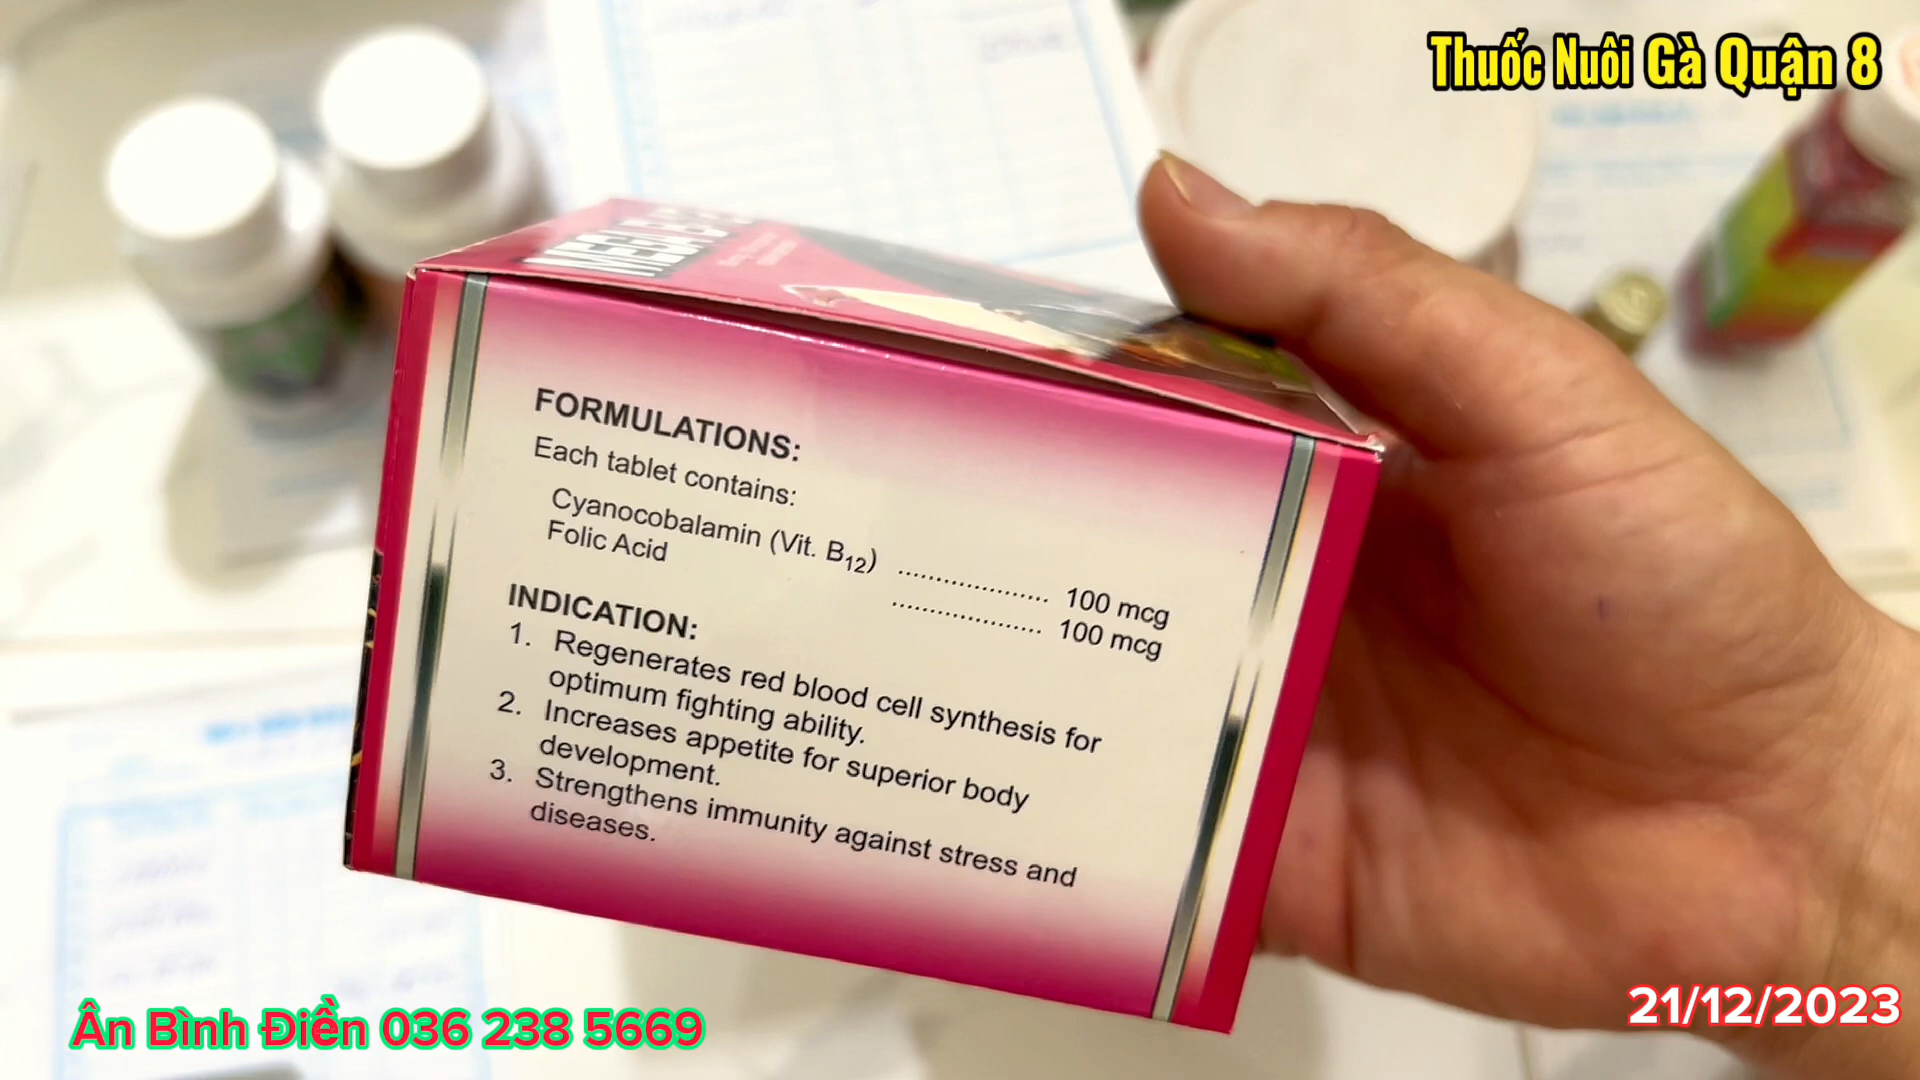 Thuốc Nuôi Gà Quận 8
FORMULATIONS:
Each tablet contains:
Cyanocobalamin (Vit. B12) .................... 100 mcg
Folic Acid .................... 100 mcg
INDICATION:
1. Regenerates red blood cell synthesis for
optimum fighting ability.
2. Increases appetite for superior body
development.
3. Strengthens immunity against stress and
diseases.
Ân Bình Điền 036 238 5669
21/12/2023